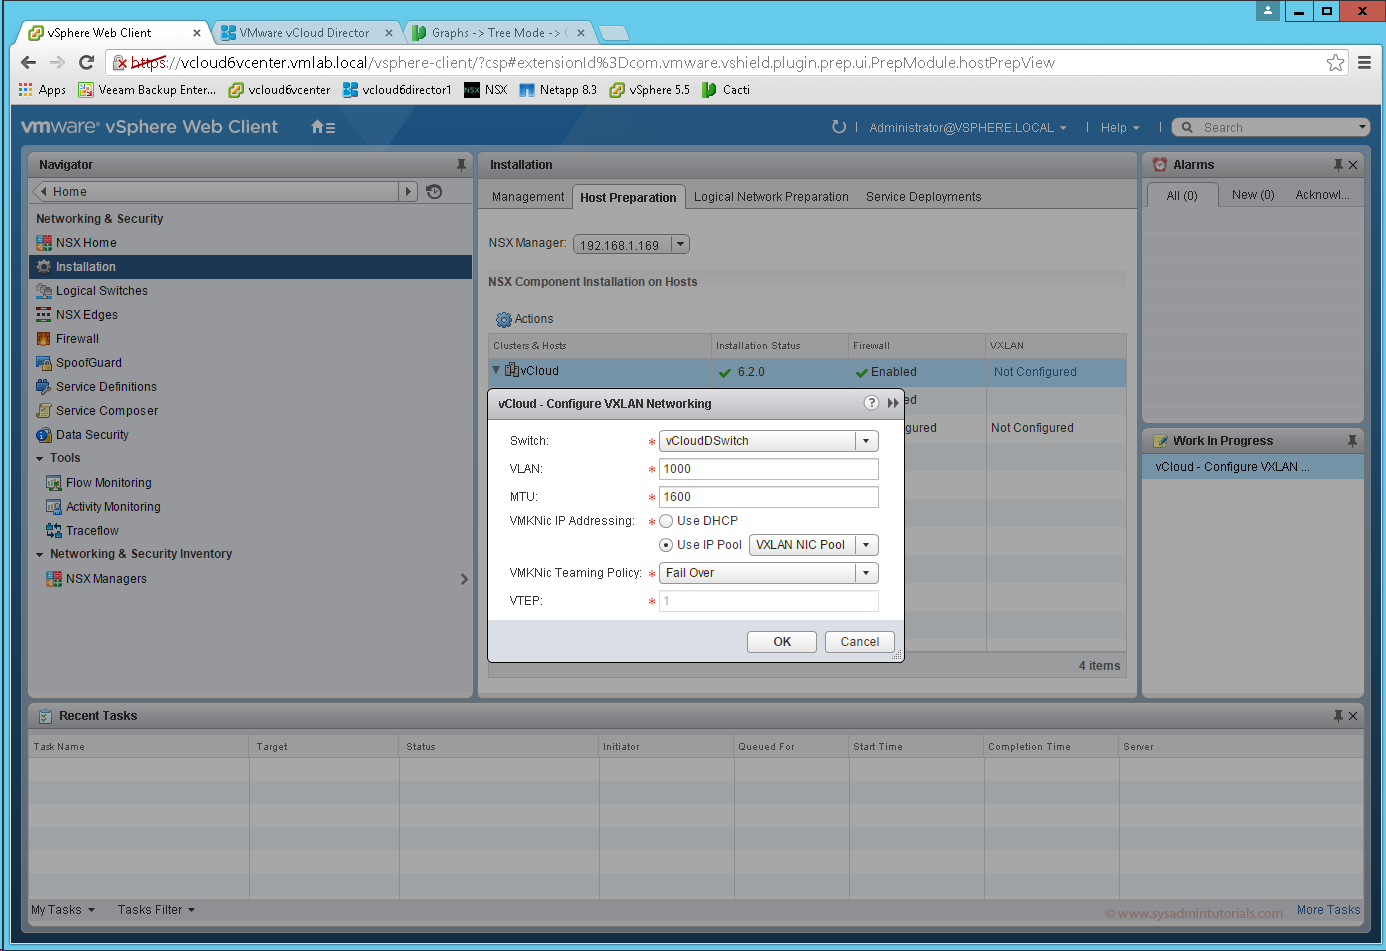 vSphere Web Client
VMware vCloud Director
Graphs -> Tree Mode ->
https://vcloud6vcenter.vmlab.local/vsphere-client/?csp#extensionId%3Dcom.vmware.vshield.plugin.prep.ui.PrepModule.hostPrepView
Apps Veeam Backup Enter... vcloud6vcenter vcloud6director1 NSX Netapp 8.3 vSphere 5.5 Cacti
vmware® vSphere Web Client
Administrator@VSPHERE.LOCAL
Help
Search
Navigator
Home
Networking & Security
NSX Home
Installation
Logical Switches
NSX Edges
Firewall
SpoofGuard
Service Definitions
Service Composer
Data Security
Tools
Flow Monitoring
Activity Monitoring
Traceflow
Networking & Security Inventory
NSX Managers
Installation
Management Host Preparation Logical Network Preparation Service Deployments
NSX Manager: 192.168.1.169
NSX Component Installation on Hosts
Actions
Clusters & Hosts Installation Status Firewall VXLAN
vCloud 6.2.0 Enabled Not Configured
ed
gured Not Configured
vCloud - Configure VXLAN Networking
Switch: * vCloudDSwitch
VLAN: * 1000
MTU: * 1600
VMKNic IP Addressing: * Use DHCP
Use IP Pool VXLAN NIC Pool
VMKNic Teaming Policy: * Fail Over
VTEP: * 1
OK Cancel
4 items
Alarms
All (0) New (0) Acknowl...
Work In Progress
vCloud - Configure VXLAN ...
Recent Tasks
Task Name Target Status Initiator Queued For Start Time Completion Time Server
My Tasks Tasks Filter
More Tasks
© www.sysadmintutorials.com